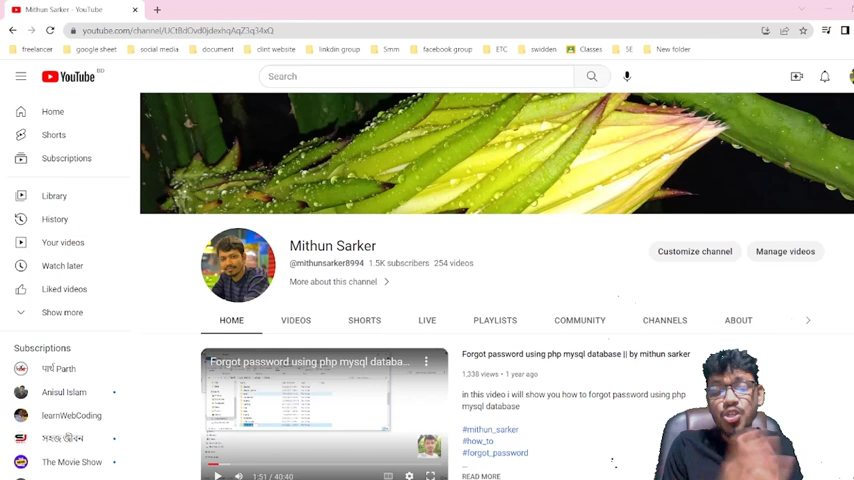 Mithun Sarker - YouTube
youtube.com/channel/UCt8dOvd0jdexhqAqZ3q34xQ
freelancer google sheet social media document clint website linkdin group Smm facebook group ETC swidden Classes SE New folder
YouTube BD
Search
Home
Shorts
Subscriptions
Library
History
Your videos
Watch later
Liked videos
Show more
Subscriptions
পার্থ Parth
Anisul Islam
learnWebCoding
সহজ জীবন
The Movie Show
Mithun Sarker
@mithunsarker8994 1.5K subscribers 254 videos
More about this channel
Customize channel
Manage videos
HOME VIDEOS SHORTS LIVE PLAYLISTS COMMUNITY CHANNELS ABOUT
Forgot password using php mysql databa...
1:51 / 40:40
Forgot password using php mysql database || by mithun sarker
1,338 views • 1 year ago
in this video i will show you how to forgot password using php
mysql database
#mithun_sarker
#how_to
#forgot_password
...
READ MORE